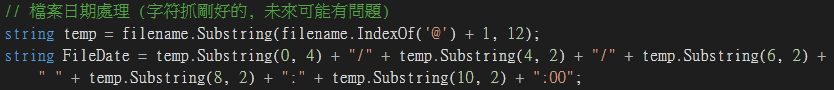 // 檔案日期處理 (字符抓剛好的, 未來可能有問題)
string temp = filename.Substring(filename.IndexOf('@') + 1, 12);
string FileDate = temp.Substring(0, 4) + "/" + temp.Substring(4, 2) + "/" + temp.Substring(6, 2) +
" " + temp.Substring(8, 2) + ":" + temp.Substring(10, 2) + ":00";